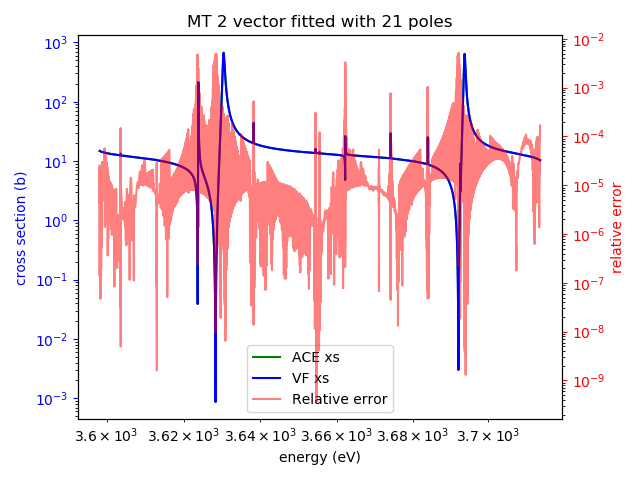 MT 2 vector fitted with 21 poles
cross section (b)
10³
10²
10¹
10⁰
10⁻¹
10⁻²
10⁻³
10⁻²
10⁻³
10⁻⁴
10⁻⁵
10⁻⁶
10⁻⁷
10⁻⁸
10⁻⁹
relative error
ACE xs
VF xs
Relative error
3.6 × 10³ 3.62 × 10³ 3.64 × 10³ 3.66 × 10³ 3.68 × 10³ 3.7 × 10³
energy (eV)